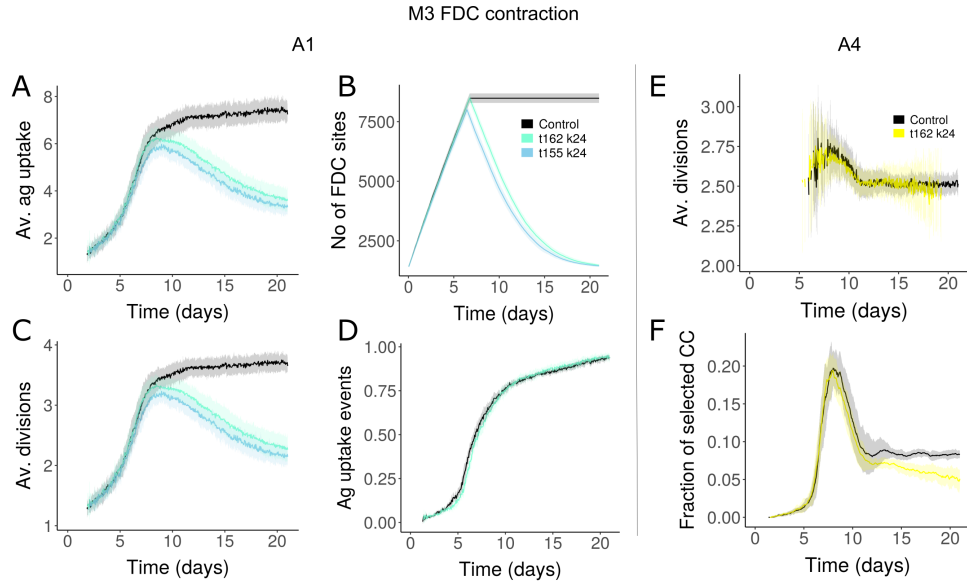 M3 FDC contraction
A1
A4
A
Av. ag uptake
8
6
4
2
0 5 10 15 20
Time (days)
B
No of FDC sites
7500
5000
2500
0 5 10 15 20
Time (days)
Control
t162 k24
t155 k24
E
Av. divisions
3.00
2.75
2.50
2.25
2.00
0 5 10 15 20
Time (days)
Control
t162 k24
C
Av. divisions
4
3
2
1
0 5 10 15 20
Time (days)
D
Ag uptake events
1.00
0.75
0.50
0.25
0.00
0 5 10 15 20
Time (days)
F
Fraction of selected CC
0.20
0.15
0.10
0.05
0.00
0 5 10 15 20
Time (days)